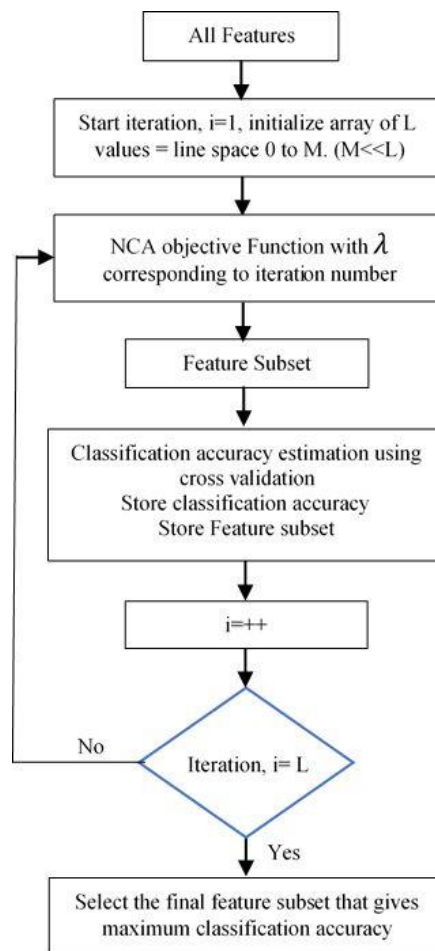 All Features
Start iteration, i=1, initialize array of L
values = line space 0 to M. (M<<L)
NCA objective Function with λ
corresponding to iteration number
Feature Subset
Classification accuracy estimation using
cross validation
Store classification accuracy
Store Feature subset
i=++
No
Iteration, i= L
Yes
Select the final feature subset that gives
maximum classification accuracy